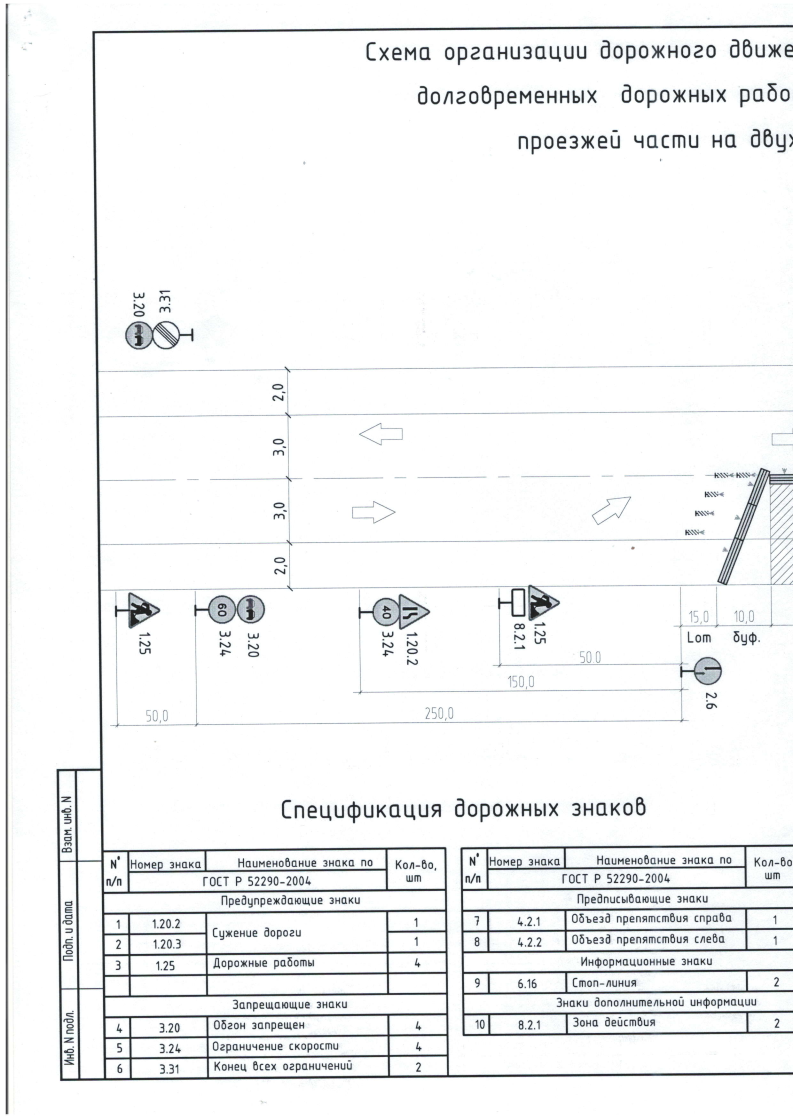 Схема организации дорожного движе
долговременных дорожных рабо
проезжей части на двух
3.20
3.31
2,0
3,0
3,0
2,0
1.25
60
3.24
3.20
40
3.24
1.20.2
8.2.1
1.25
15,0
10,0
Lот
буф.
2.6
50.0
150,0
50,0
250,0
Спецификация дорожных знаков
N° п/п Номер знака Наименование знака по Кол-во, шт
ГОСТ Р 52290-2004
Предупреждающие знаки
1 1.20.2 Сужение дороги 1
2 1.20.3 1
3 1.25 Дорожные работы 4
Запрещающие знаки
4 3.20 Обгон запрещен 4
5 3.24 Ограничение скорости 4
6 3.31 Конец всех ограничений 2
N° п/п Номер знака Наименование знака по Кол-во шт
ГОСТ Р 52290-2004
Предписывающие знаки
7 4.2.1 Объезд препятствия справа 1
8 4.2.2 Объезд препятствия слева 1
Информационные знаки
9 6.16 Стоп-линия 2
Знаки дополнительной информации
10 8.2.1 Зона действия 2
Взам. инв. N
Подп. и дата
Инв. N подл.